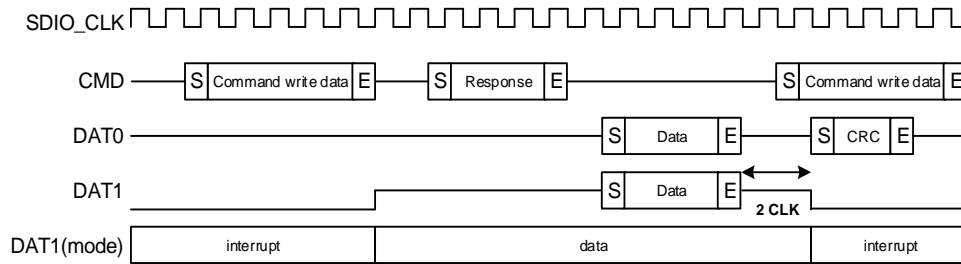 SDIO_CLK
CMD S Command write data E S Response E S Command write data E
DAT0 S Data E S CRC E
DAT1 S Data E
2 CLK
DAT1(mode) interrupt data interrupt